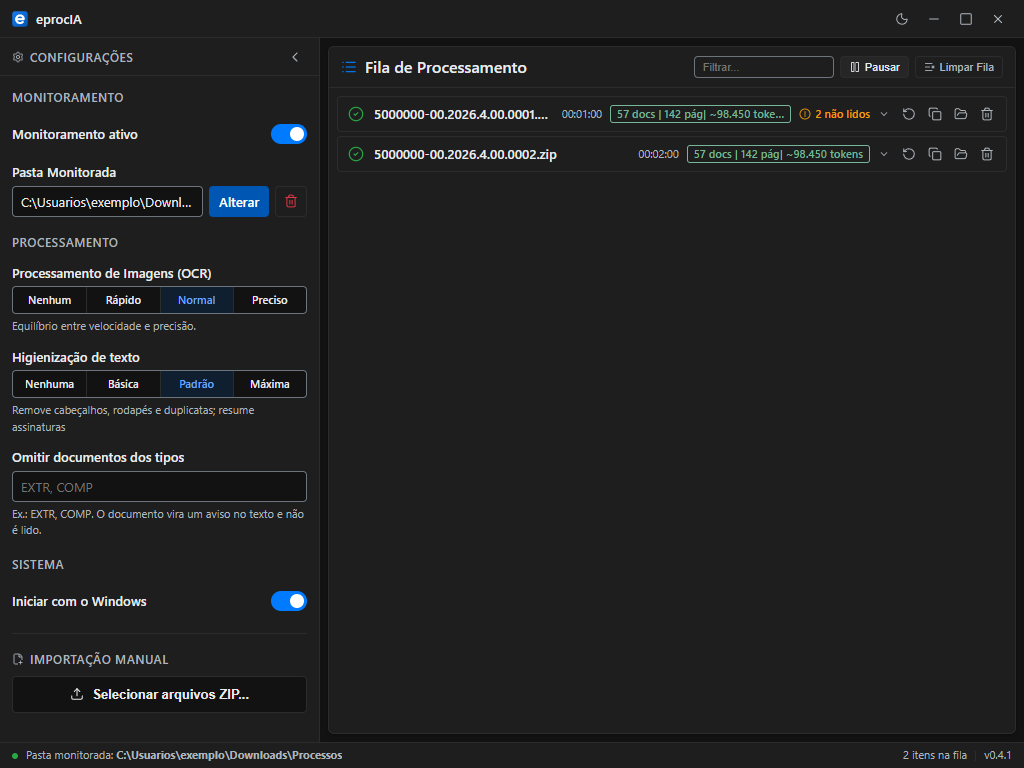 eprocIA
CONFIGURAÇÕES
MONITORAMENTO
Monitoramento ativo
Pasta Monitorada
C:\Usuarios\exemplo\Downl...
Alterar
PROCESSAMENTO
Processamento de Imagens (OCR)
Nenhum Rápido Normal Preciso
Equilíbrio entre velocidade e precisão.
Higienização de texto
Nenhuma Básica Padrão Máxima
Remove cabeçalhos, rodapés e duplicatas; resume
assinaturas
Omitir documentos dos tipos
EXTR, COMP
Ex.: EXTR, COMP. O documento vira um aviso no texto e não
é lido.
SISTEMA
Iniciar com o Windows
IMPORTAÇÃO MANUAL
Selecionar arquivos ZIP...
Fila de Processamento
Filtrar...
Pausar
Limpar Fila
5000000-00.2026.4.00.0001.... 00:01:00 57 docs | 142 pág| ~98.450 toke... 2 não lidos
5000000-00.2026.4.00.0002.zip 00:02:00 57 docs | 142 pág| ~98.450 tokens
Pasta monitorada: C:\Usuarios\exemplo\Downloads\Processos
2 itens na fila
v0.4.1